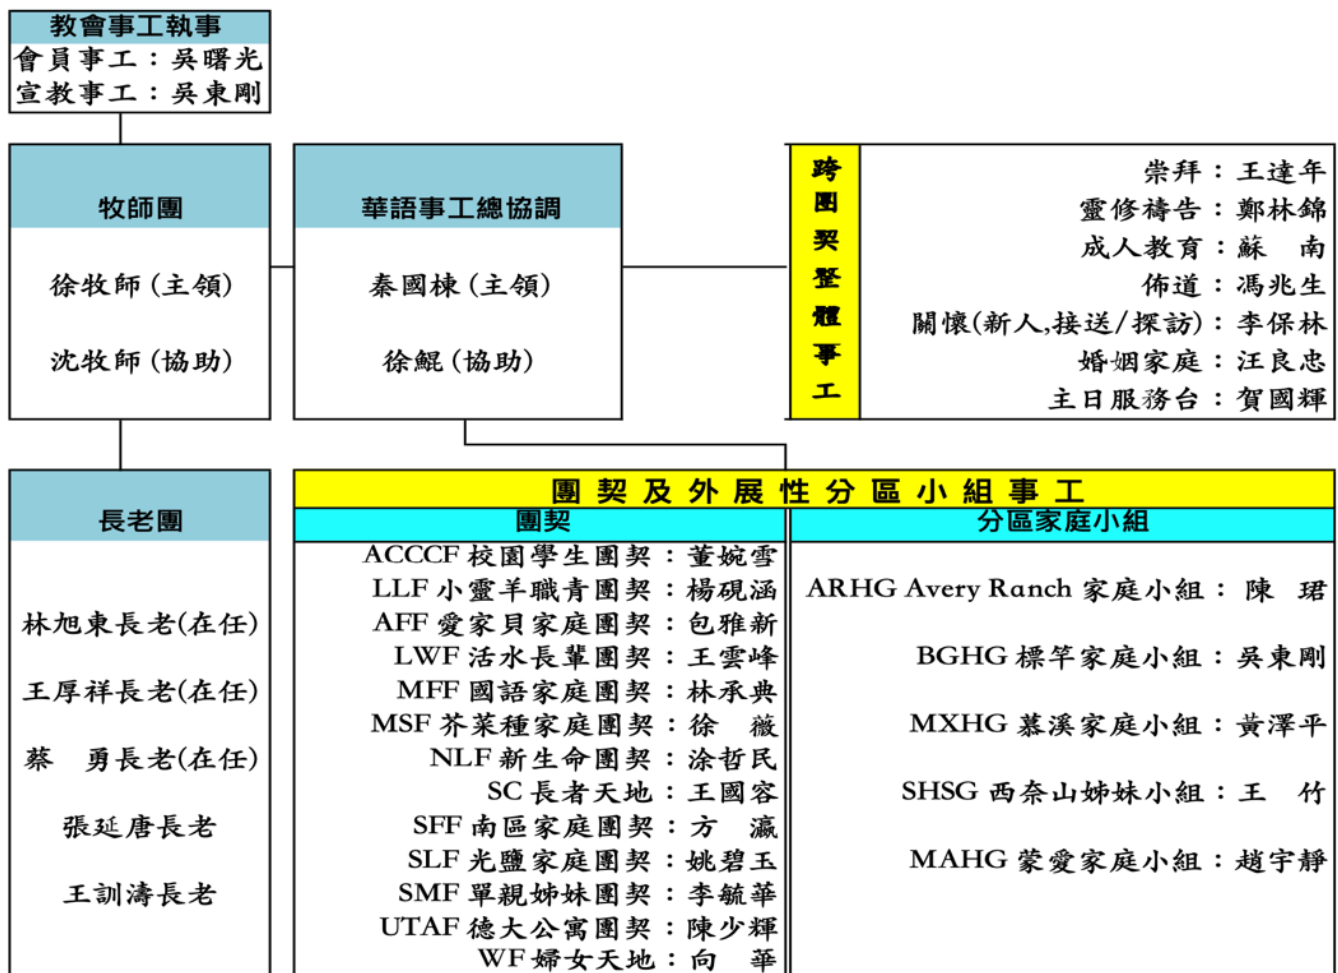 教會事工執事
會員事工：吳曙光
宣教事工：吳東剛
牧師團
徐牧師(主領)
沈牧師(協助)
華語事工總協調
秦國棟(主領)
徐鯤(協助)
跨團契整體事工
崇拜：王達年
靈修禱告：鄭林錦
成人教育：蘇　南
佈道：馮兆生
關懷(新人,接送/探訪)：李保林
婚姻家庭：汪良忠
主日服務台：賀國輝
長老團
林旭東長老(在任)
王厚祥長老(在任)
蔡　勇長老(在任)
張延唐長老
王訓濤長老
團契及外展性分區小組事工
團契
ACCCF 校園學生團契：董婉雪
LLF 小靈羊職青團契：楊硯涵
AFF 愛家貝家庭團契：包雅新
LWF 活水長輩團契：王雲峰
MFF 國語家庭團契：林承典
MSF 芥菜種家庭團契：徐　薇
NLF 新生命團契：涂哲民
SC 長者天地：王國容
SFF 南區家庭團契：方　瀛
SLF 光鹽家庭團契：姚碧玉
SMF 單親姊妹團契：李毓華
UTAF 德大公寓團契：陳少輝
WF 婦女天地：向　華
分區家庭小組
ARHG Avery Ranch 家庭小組：陳　珺
BGHG 標竿家庭小組：吳東剛
MXHG 慕溪家庭小組：黃澤平
SHSG 西奈山姊妹小組：王　竹
MAHG 蒙愛家庭小組：趙宇靜